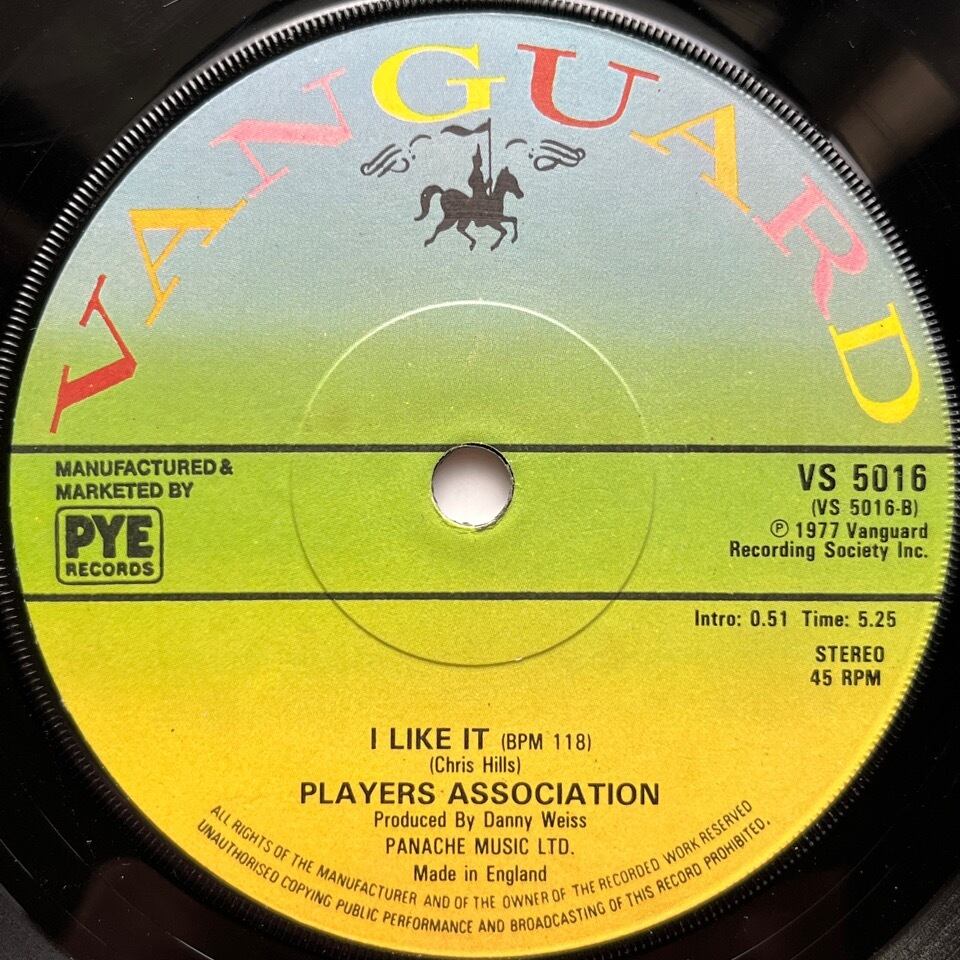 VANGUARD
MANUFACTURED &
MARKETED BY
PYE
RECORDS
VS 5016
(VS 5016-B)
℗ 1977 Vanguard
Recording Society Inc.
Intro: 0.51 Time: 5.25
STEREO
45 RPM
I LIKE IT (BPM 118)
(Chris Hills)
PLAYERS ASSOCIATION
Produced By Danny Weiss
PANACHE MUSIC LTD.
Made in England
ALL RIGHTS OF THE MANUFACTURER AND OF THE OWNER OF THE RECORDED WORK RESERVED
UNAUTHORISED COPYING PUBLIC PERFORMANCE AND BROADCASTING OF THIS RECORD PROHIBITED.